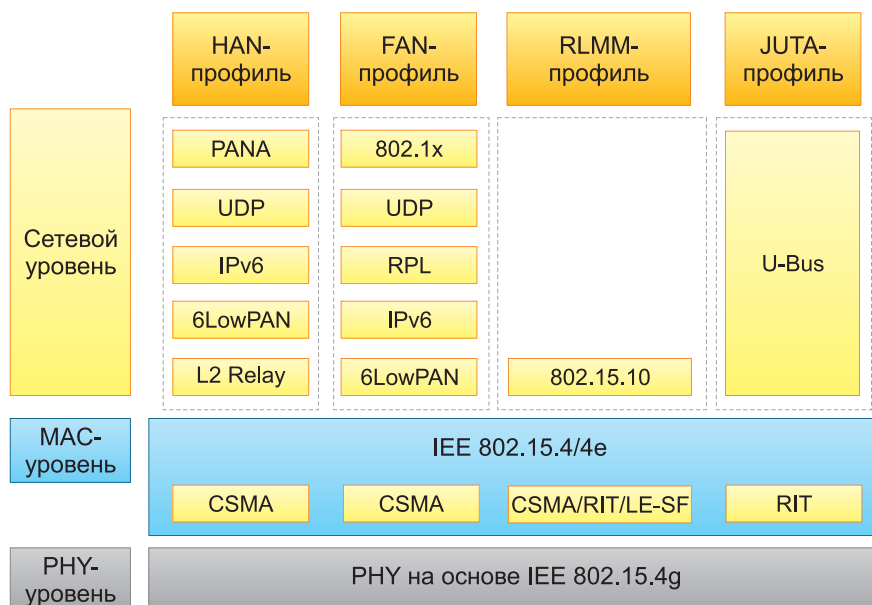 HAN-
профиль
FAN-
профиль
RLMM-
профиль
JUTA-
профиль
Сетевой
уровень
PANA
UDP
IPv6
6LowPAN
L2 Relay
802.1x
UDP
RPL
IPv6
6LowPAN
802.15.10
U-Bus
MAC-
уровень
IEE 802.15.4/4e
CSMA
CSMA
CSMA/RIT/LE-SF
RIT
PHY-
уровень
PHY на основе IEE 802.15.4g